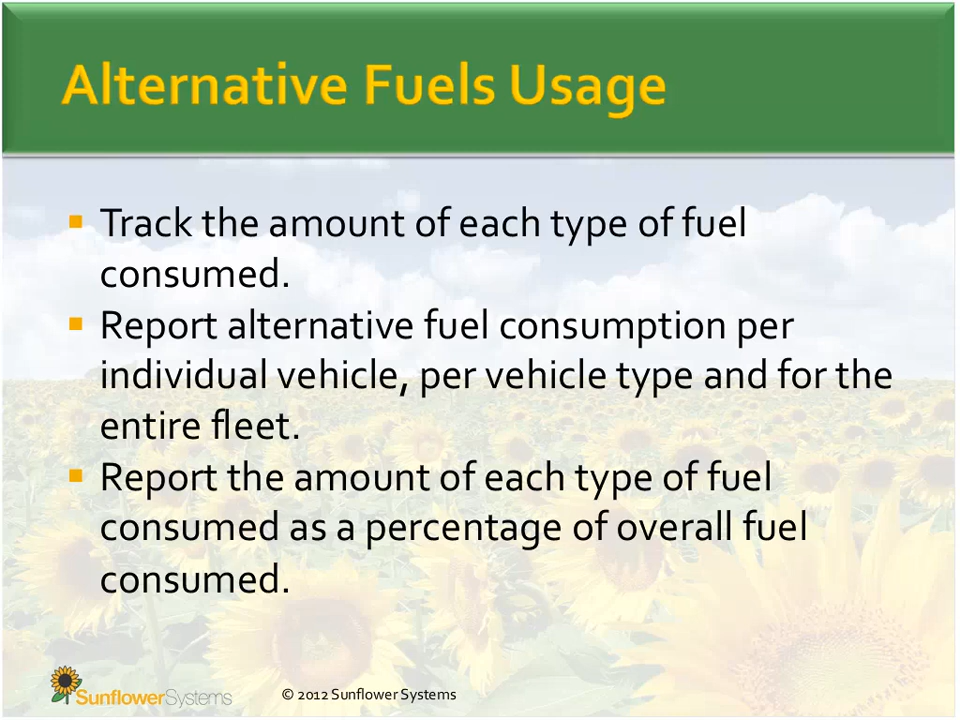 Alternative Fuels Usage
Track the amount of each type of fuel
consumed.
Report alternative fuel consumption per
individual vehicle, per vehicle type and for the
entire fleet.
Report the amount of each type of fuel
consumed as a percentage of overall fuel
consumed.
SunflowerSystems
© 2012 Sunflower Systems